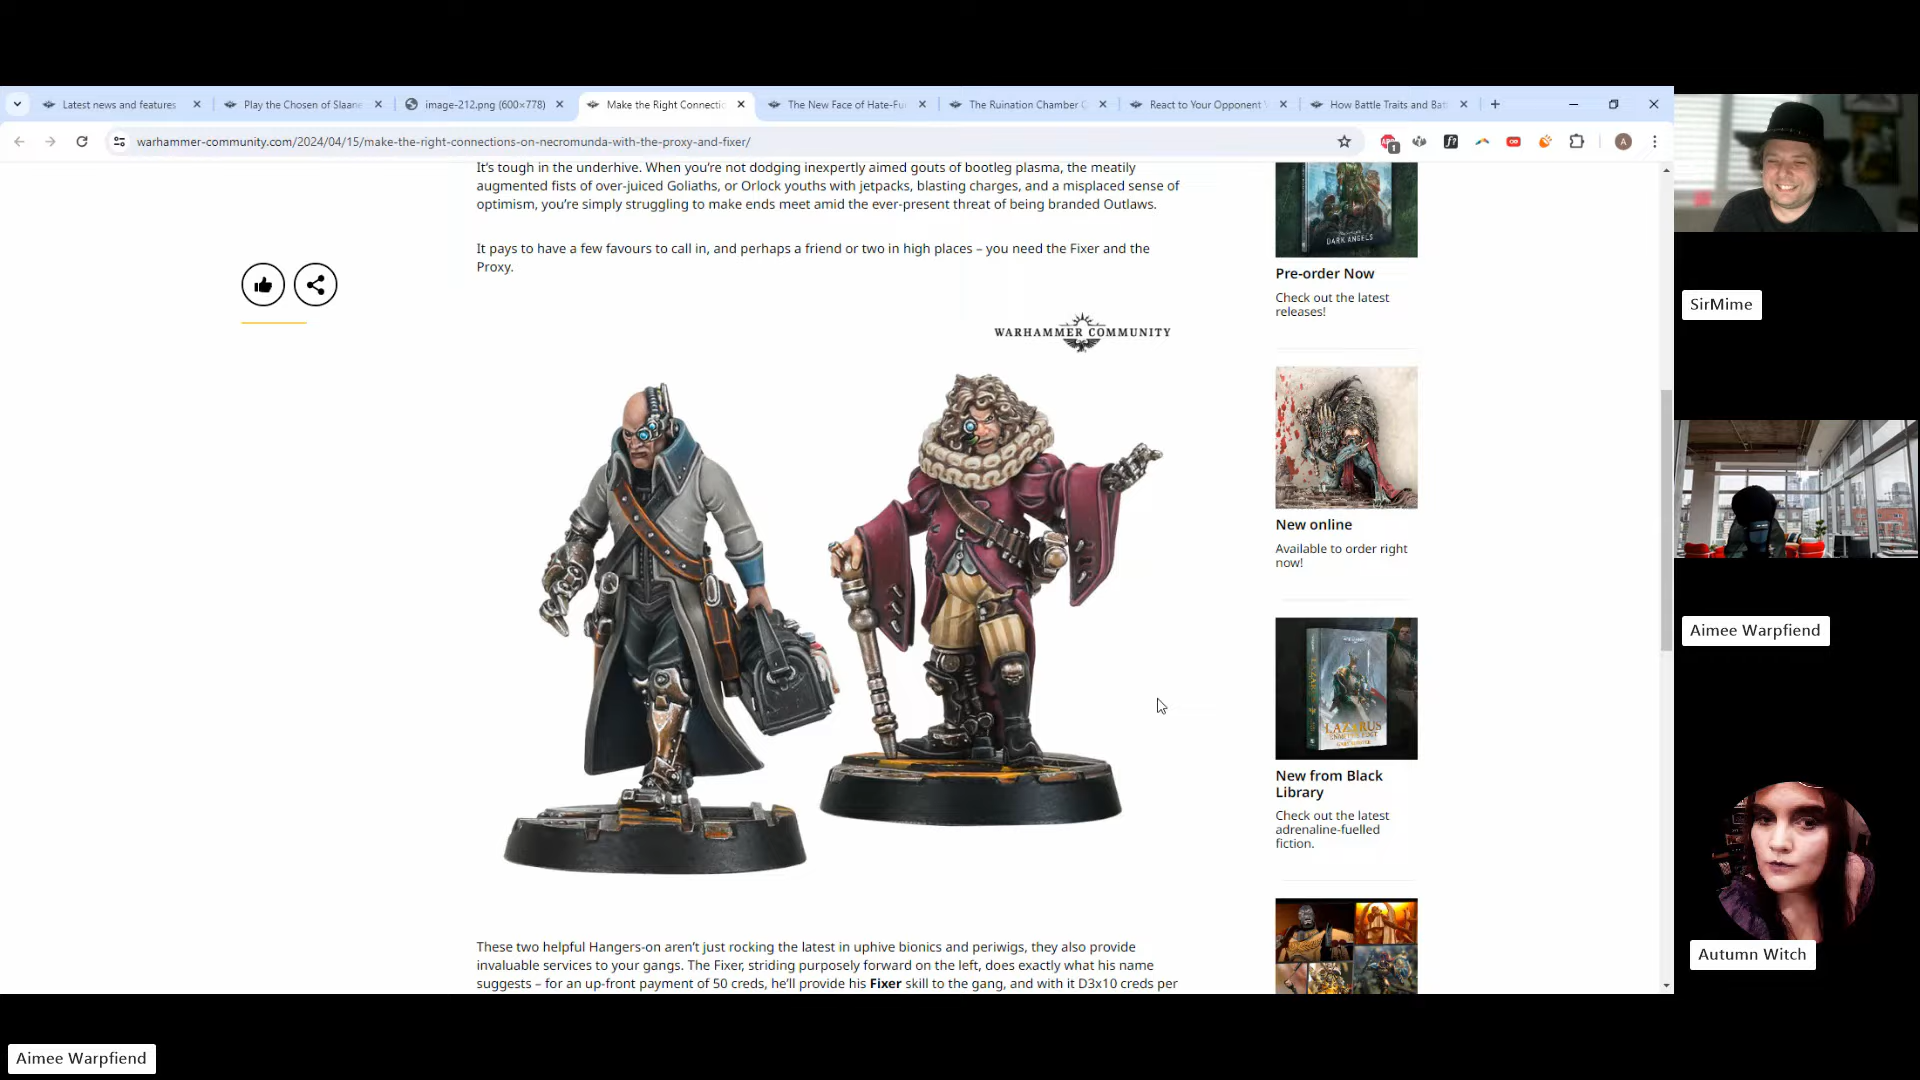 Latest news and features
Play the Chosen of Slaane
image-212.png (600×778)
Make the Right Connectio
The New Face of Hate-Fu
The Ruination Chamber
React to Your Opponent
How Battle Traits and Bat
warhammer-community.com/2024/04/15/make-the-right-connections-on-necromunda-with-the-proxy-and-fixer/
1
A
It's tough in the underhive. When you're not dodging inexpertly aimed gouts of bootleg plasma, the meatily
augmented fists of over-juiced Goliaths, or Orlock youths with jetpacks, blasting charges, and a misplaced sense of
optimism, you're simply struggling to make ends meet amid the ever-present threat of being branded Outlaws.
It pays to have a few favours to call in, and perhaps a friend or two in high places – you need the Fixer and the
Proxy.
WARHAMMER COMMUNITY
These two helpful Hangers-on aren't just rocking the latest in uphive bionics and periwigs, they also provide
invaluable services to your gangs. The Fixer, striding purposely forward on the left, does exactly what his name
suggests – for an up-front payment of 50 creds, he'll provide his Fixer skill to the gang, and with it D3x10 creds per
DARK ANGELS
Pre-order Now
Check out the latest
releases!
New online
Available to order right
now!
LAZARUS
New from Black
Library
Check out the latest
adrenaline-fuelled
fiction.
SirMime
Aimee Warpfiend
Autumn Witch
Aimee Warpfiend